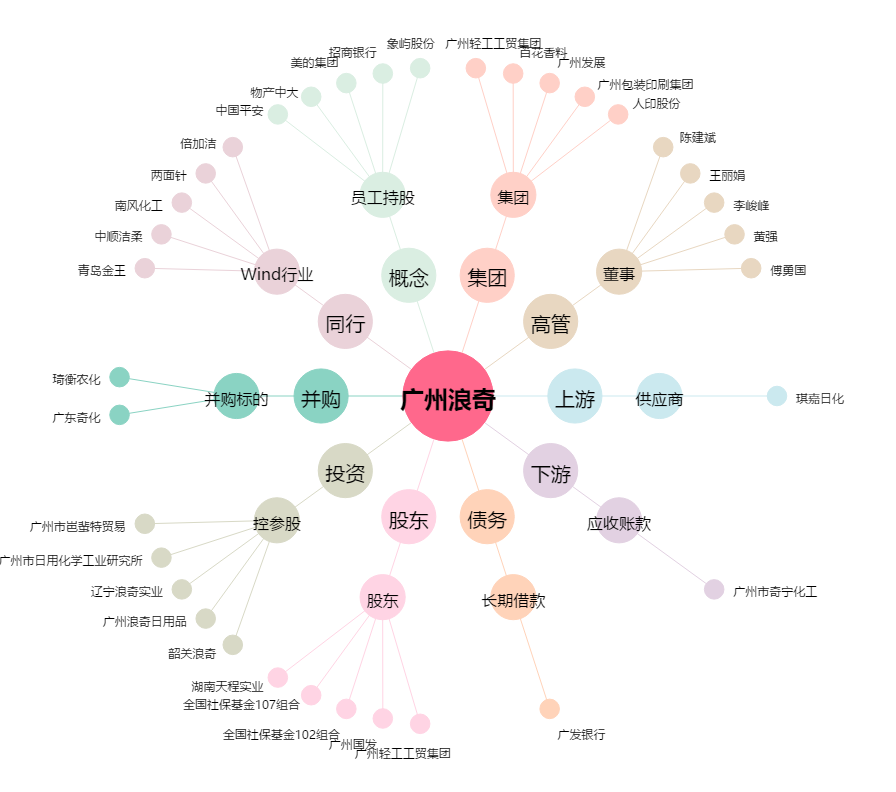 象屿股份
广州轻工工贸集团
招商银行
百花香料
美的集团
广州发展
物产中大
广州包装印刷集团
中国平安
人印股份
倍加洁
陈建斌
两面针
王丽娟
员工持股
集团
南风化工
李峻峰
中顺洁柔
黄强
青岛金王
Wind行业
概念
集团
董事
傅勇国
同行
高管
琦衡农化
并购标的
并购
广州浪奇
上游
供应商
琪嘉日化
广东奇化
投资
下游
广州市岜蜚特贸易
控参股
股东
债务
应收账款
广州市日用化学工业研究所
辽宁浪奇实业
广州市奇宁化工
股东
长期借款
广州浪奇日用品
韶关浪奇
湖南天程实业
全国社保基金107组合
全国社保基金102组合
广发银行
广州国发
广州轻工工贸集团